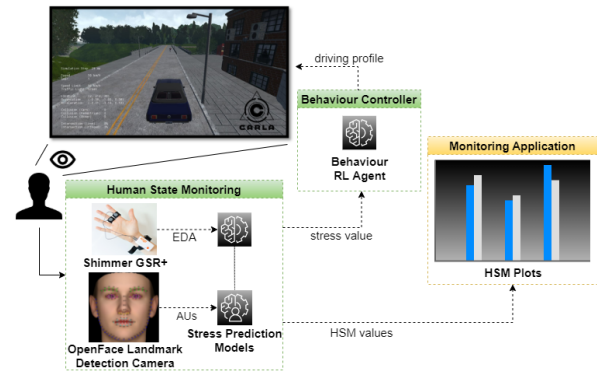 driving profile
CARLA
Behaviour Controller
Behaviour
RL Agent
Monitoring Application
HSM Plots
Human State Monitoring
EDA
Shimmer GSR+
stress value
AUs
Stress Prediction
Models
OpenFace Landmark
Detection Camera
HSM values